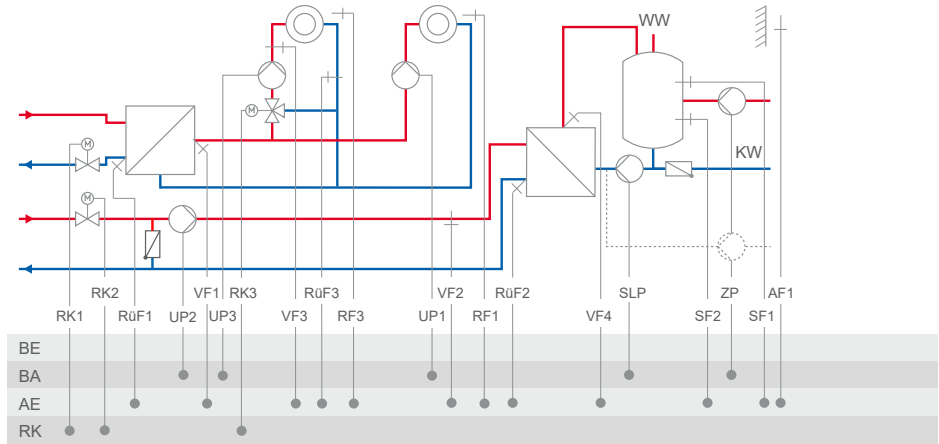 WW
M
M
KW
M
RK2 VF1 RK3 RüF3 VF2 RüF2 SLP ZP AF1
RK1 RüF1 UP2 UP3 VF3 RF3 UP1 RF1 VF4 SF2 SF1
BE
BA
AE
RK